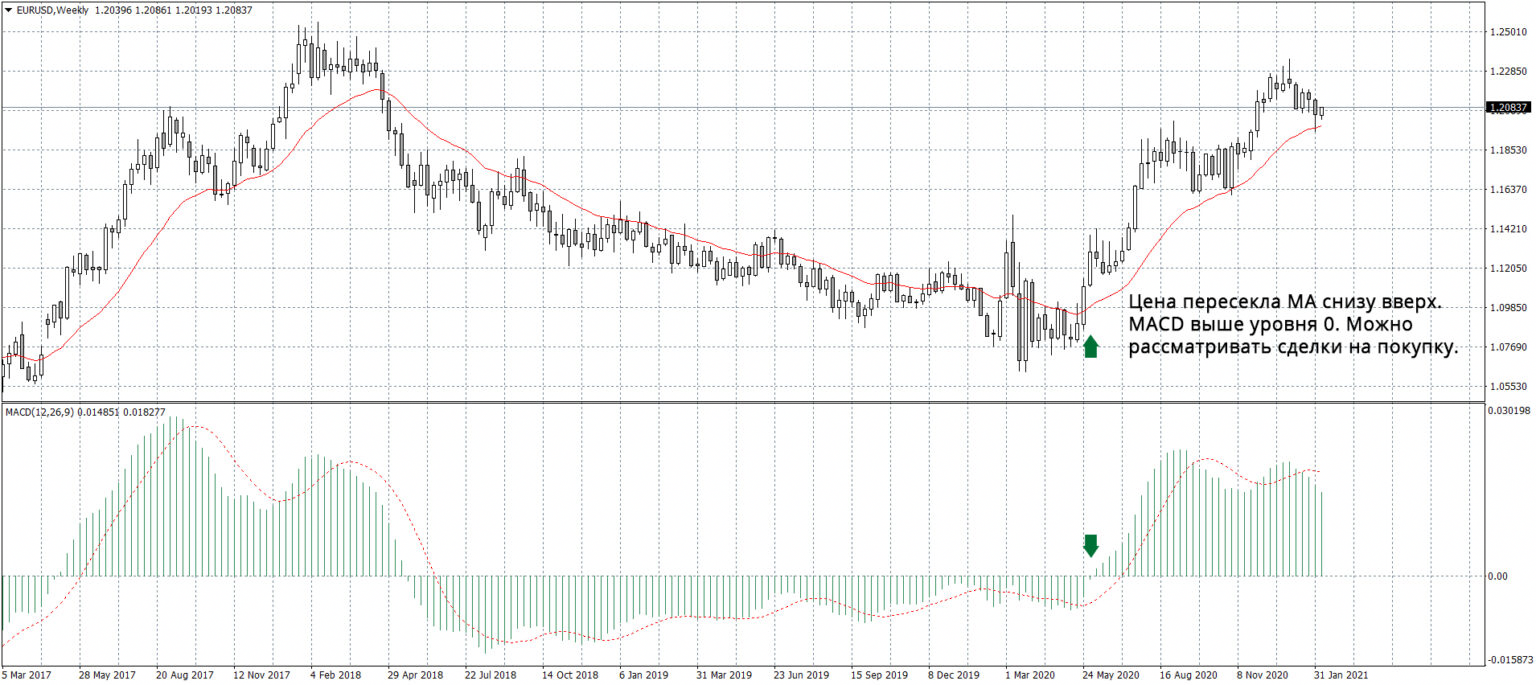 EURUSD,Weekly 1.20396 1.20861 1.20193 1.20837
1.25010
1.22850
1.20837
1.18530
1.16370
1.14210
1.12050
1.09850
1.07690
1.05530
Цена пересекла МА снизу вверх.
MACD выше уровня 0. Можно
рассматривать сделки на покупку.
MACD(12,26,9) 0.014851 0.018277
0.030198
0.00
-0.015873
5 Mar 2017 28 May 2017 20 Aug 2017 12 Nov 2017 4 Feb 2018 29 Apr 2018 22 Jul 2018 14 Oct 2018 6 Jan 2019 31 Mar 2019 23 Jun 2019 15 Sep 2019 8 Dec 2019 1 Mar 2020 24 May 2020 16 Aug 2020 8 Nov 2020 31 Jan 2021